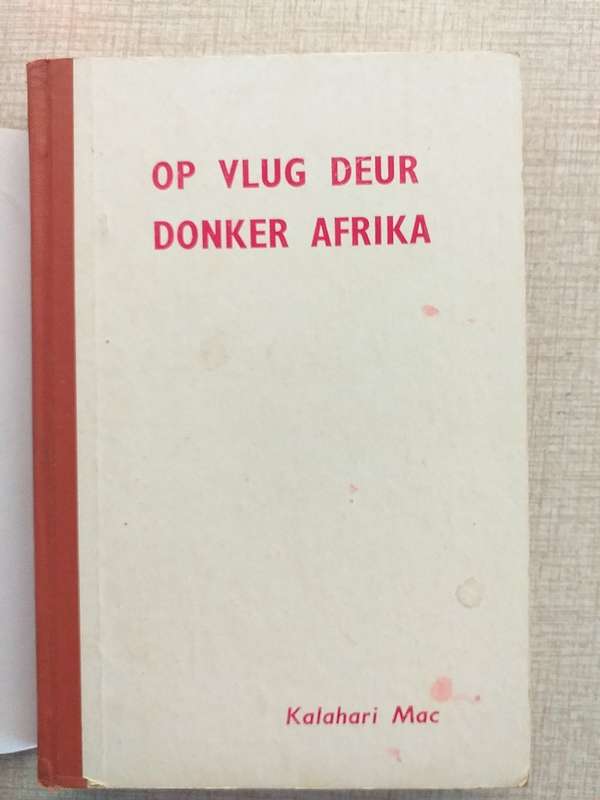 OP VLUG DEUR
DONKER AFRIKA
Kalahari Mac